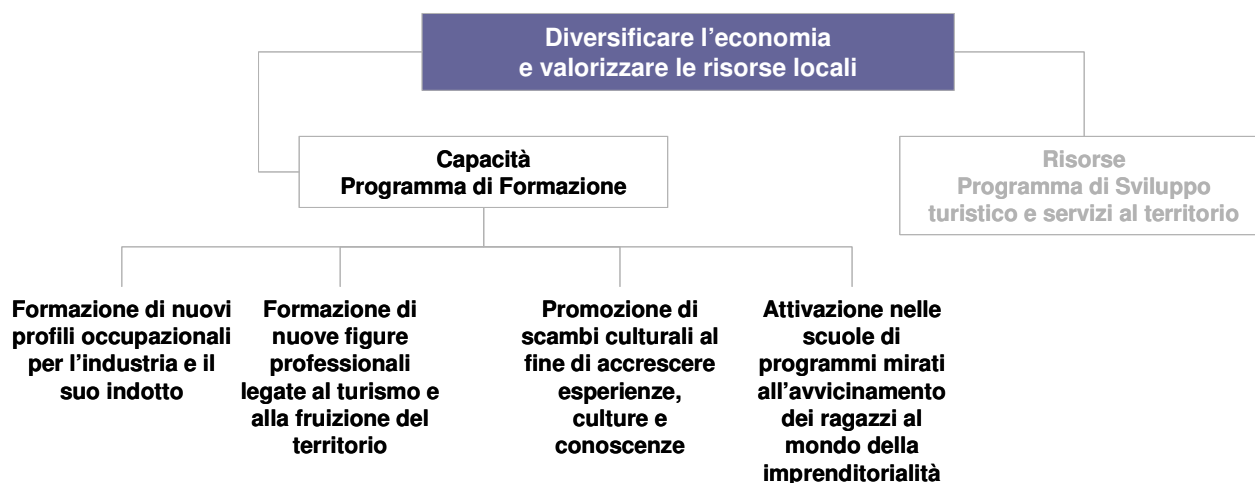 Diversificare l'economia
e valorizzare le risorse locali
Capacità
Programma di Formazione
Risorse
Programma di Sviluppo
turistico e servizi al territorio
Formazione di nuovi
profili occupazionali
per l'industria e il
suo indotto
Formazione di
nuove figure
professionali
legate al turismo e
alla fruizione del
territorio
Promozione di
scambi culturali al
fine di accrescere
esperienze,
culture e
conoscenze
Attivazione nelle
scuole di
programmi mirati
all'avvicinamento
dei ragazzi al
mondo della
imprenditorialità